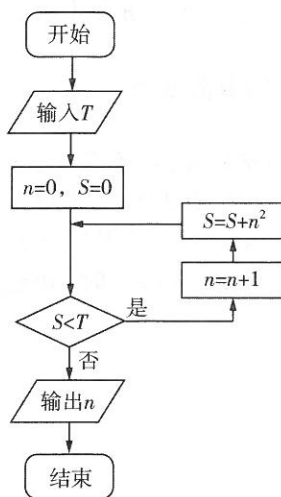 开始
输入T
n=0，S=0
S=S+n²
n=n+1
S<T
是
否
输出n
结束